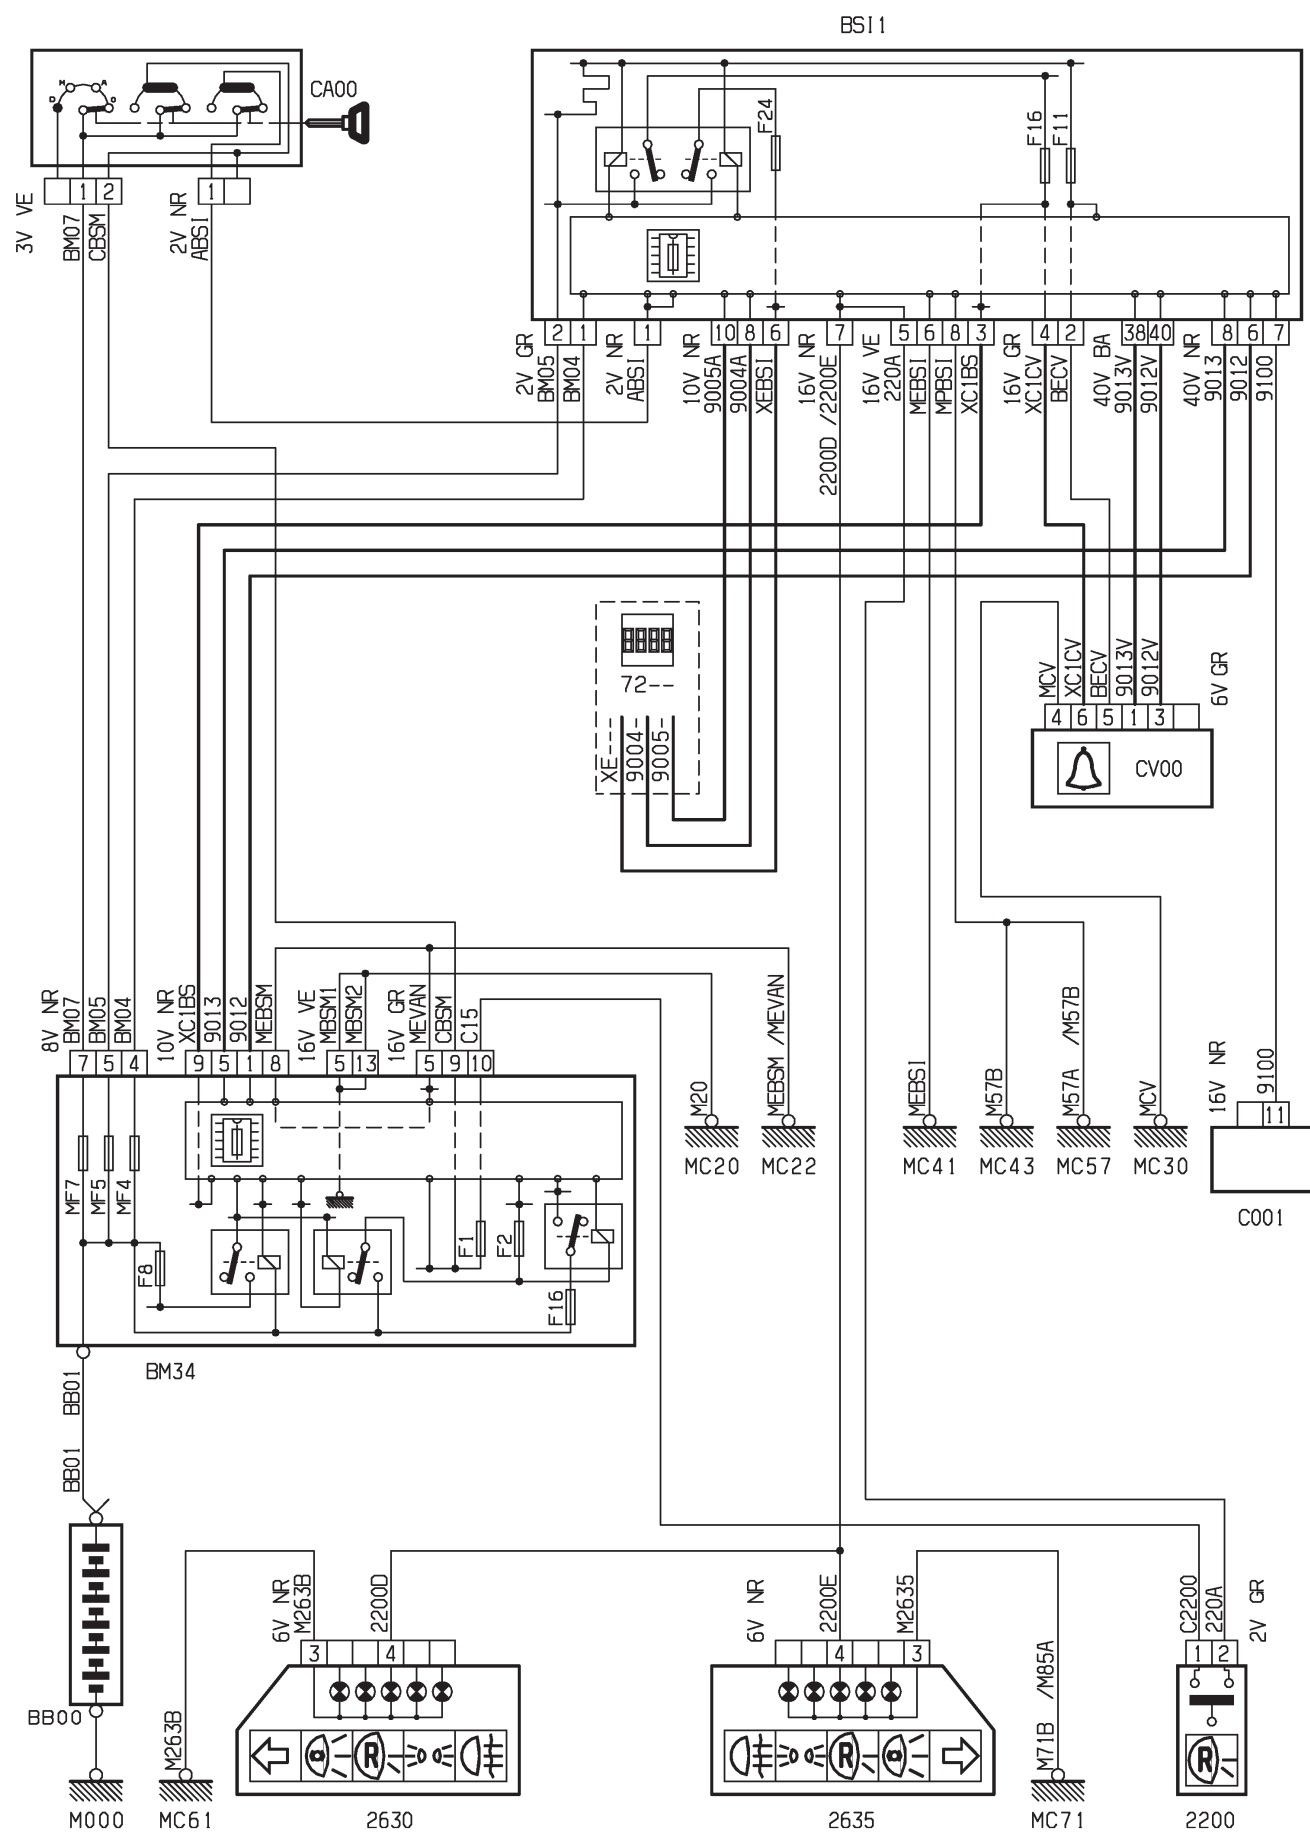 BSI1
CA00
M
A
D
O
F24
F16
F11
1
2
1
3V VE
BM07
CBSM
2V NR
ABSI
2
1
1
10
8
6
7
5
6
8
3
4
2
38
40
8
6
7
2V GR
BM05
BM04
2V NR
ABSI
10V NR
9005A
9004A
XEBSI
16V NR
2200D /2200E
16V VE
220A
MEBSI
MPBSI
XC1BS
16V GR
XC1CV
BECV
40V BA
9013V
9012V
40V NR
9013
9012
9100
72--
XE---
9004-
9005-
MCV
XC1CV
BECV
9013V
9012V
6V GR
4
6
5
1
3
CV00
8V NR
BM07
BM05
BM04
10V NR
XC1BS
9013
9012
MEBSM
16V VE
MBSM1
MBSM2
16V GR
MEVAN
CBSM
C15
7
5
4
9
5
1
8
5
13
5
9
10
M20
MEBSM /MEVAN
MEBSI
M57B
M57A /M57B
MCV
16V NR
9100
11
MC20
MC22
MC41
MC43
MC57
MC30
C001
MF7
MF5
MF4
F8
F1
F2
F16
BM34
BB01
BB01
BB00
M000
6V NR
M263B
2200D
6V NR
2200E
M2635
C2200
220A
2V GR
3
4
4
3
1
2
M263B
M71B /M85A
R
R
R
MC61
2630
2635
MC71
2200